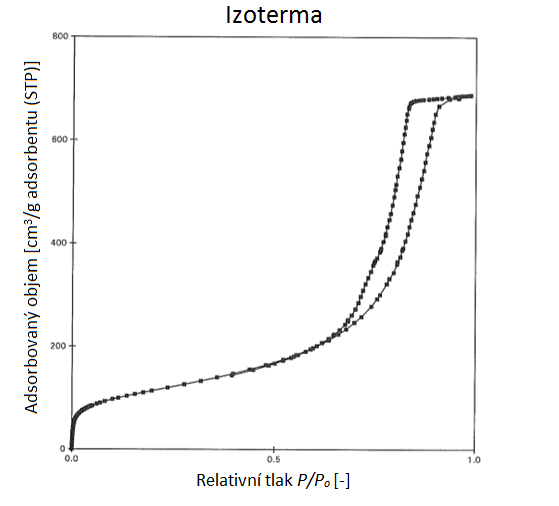 Izoterma
800
600
400
200
0
0.0
0.5
1.0
Adsorbovaný objem [cm³/g adsorbentu (STP)]
Relativní tlak P/Pₒ [-]